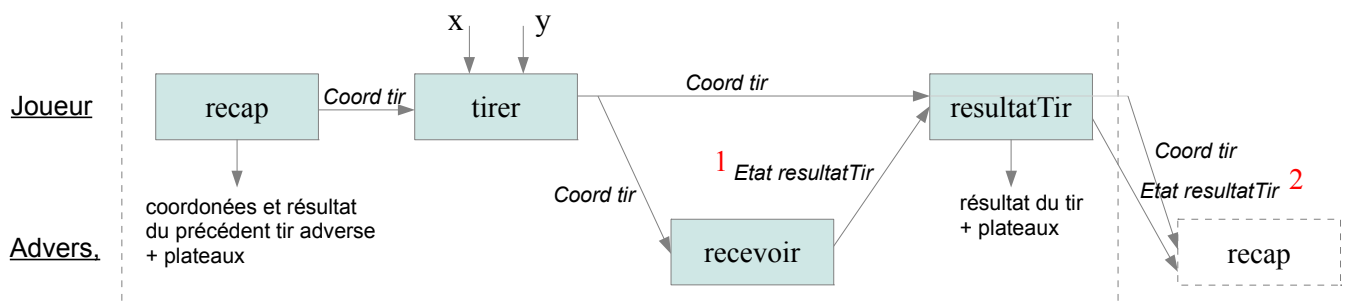 x
y
Joueur
recap
Coord tir
tirer
Coord tir
resultatTir
Coord tir
1
Etat resultatTir
Coord tir
Etat resultatTir
2
coordonées et résultat
du précédent tir adverse
+ plateaux
résultat du tir
+ plateaux
Advers,
recevoir
recap